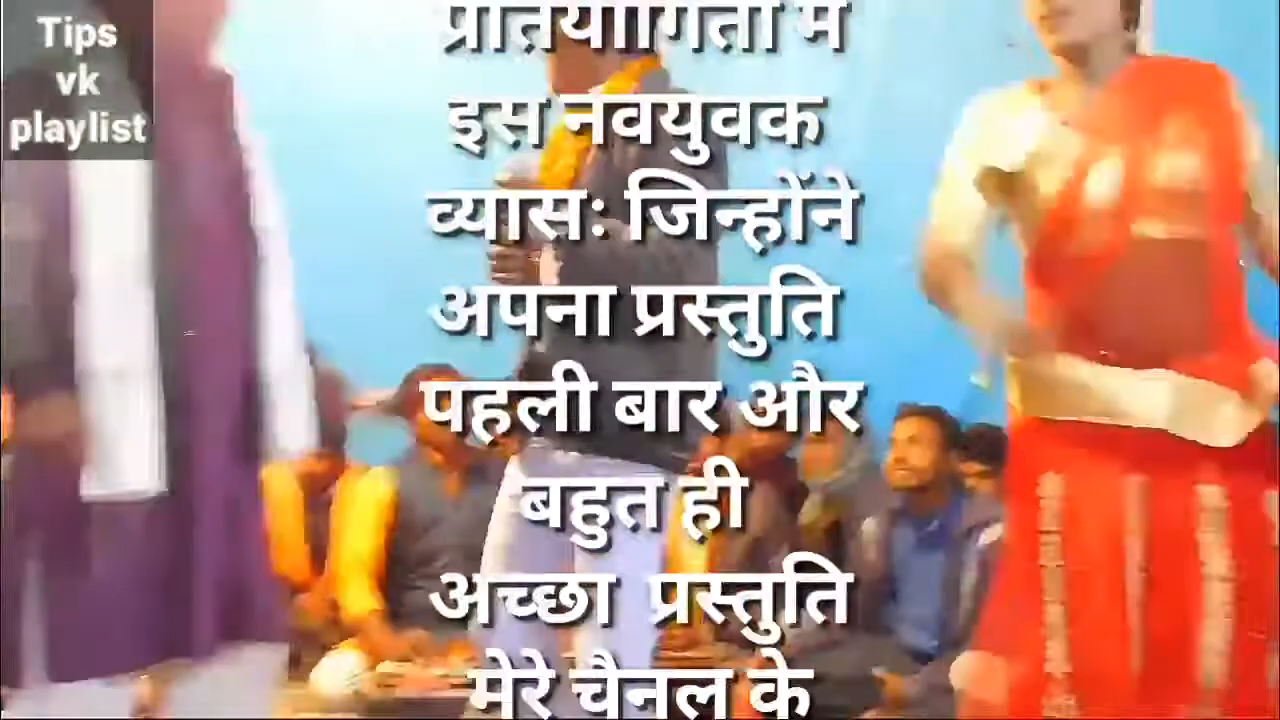 Tips
vk
playlist
प्रतियोगिता में
इस नवयुवक
व्यासः जिन्होंने
अपना प्रस्तुति
पहली बार और
बहुत ही
अच्छा प्रस्तुति
मेरे चैनल के